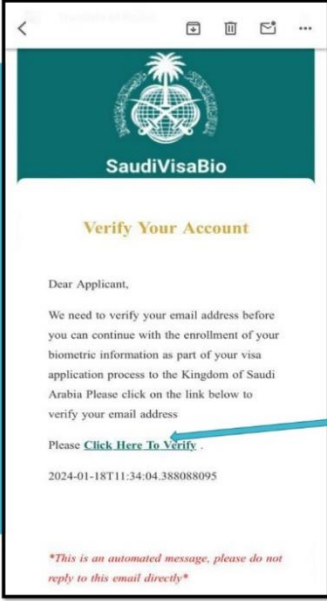 SaudiVisaBio
Verify Your Account
Dear Applicant,
We need to verify your email address before
you can continue with the enrollment of your
biometric information as part of your visa
application process to the Kingdom of Saudi
Arabia Please click on the link below to
verify your email address
Please Click Here To Verify .
2024-01-18T11:34:04.388088095
*This is an automated message, please do not
reply to this email directly*